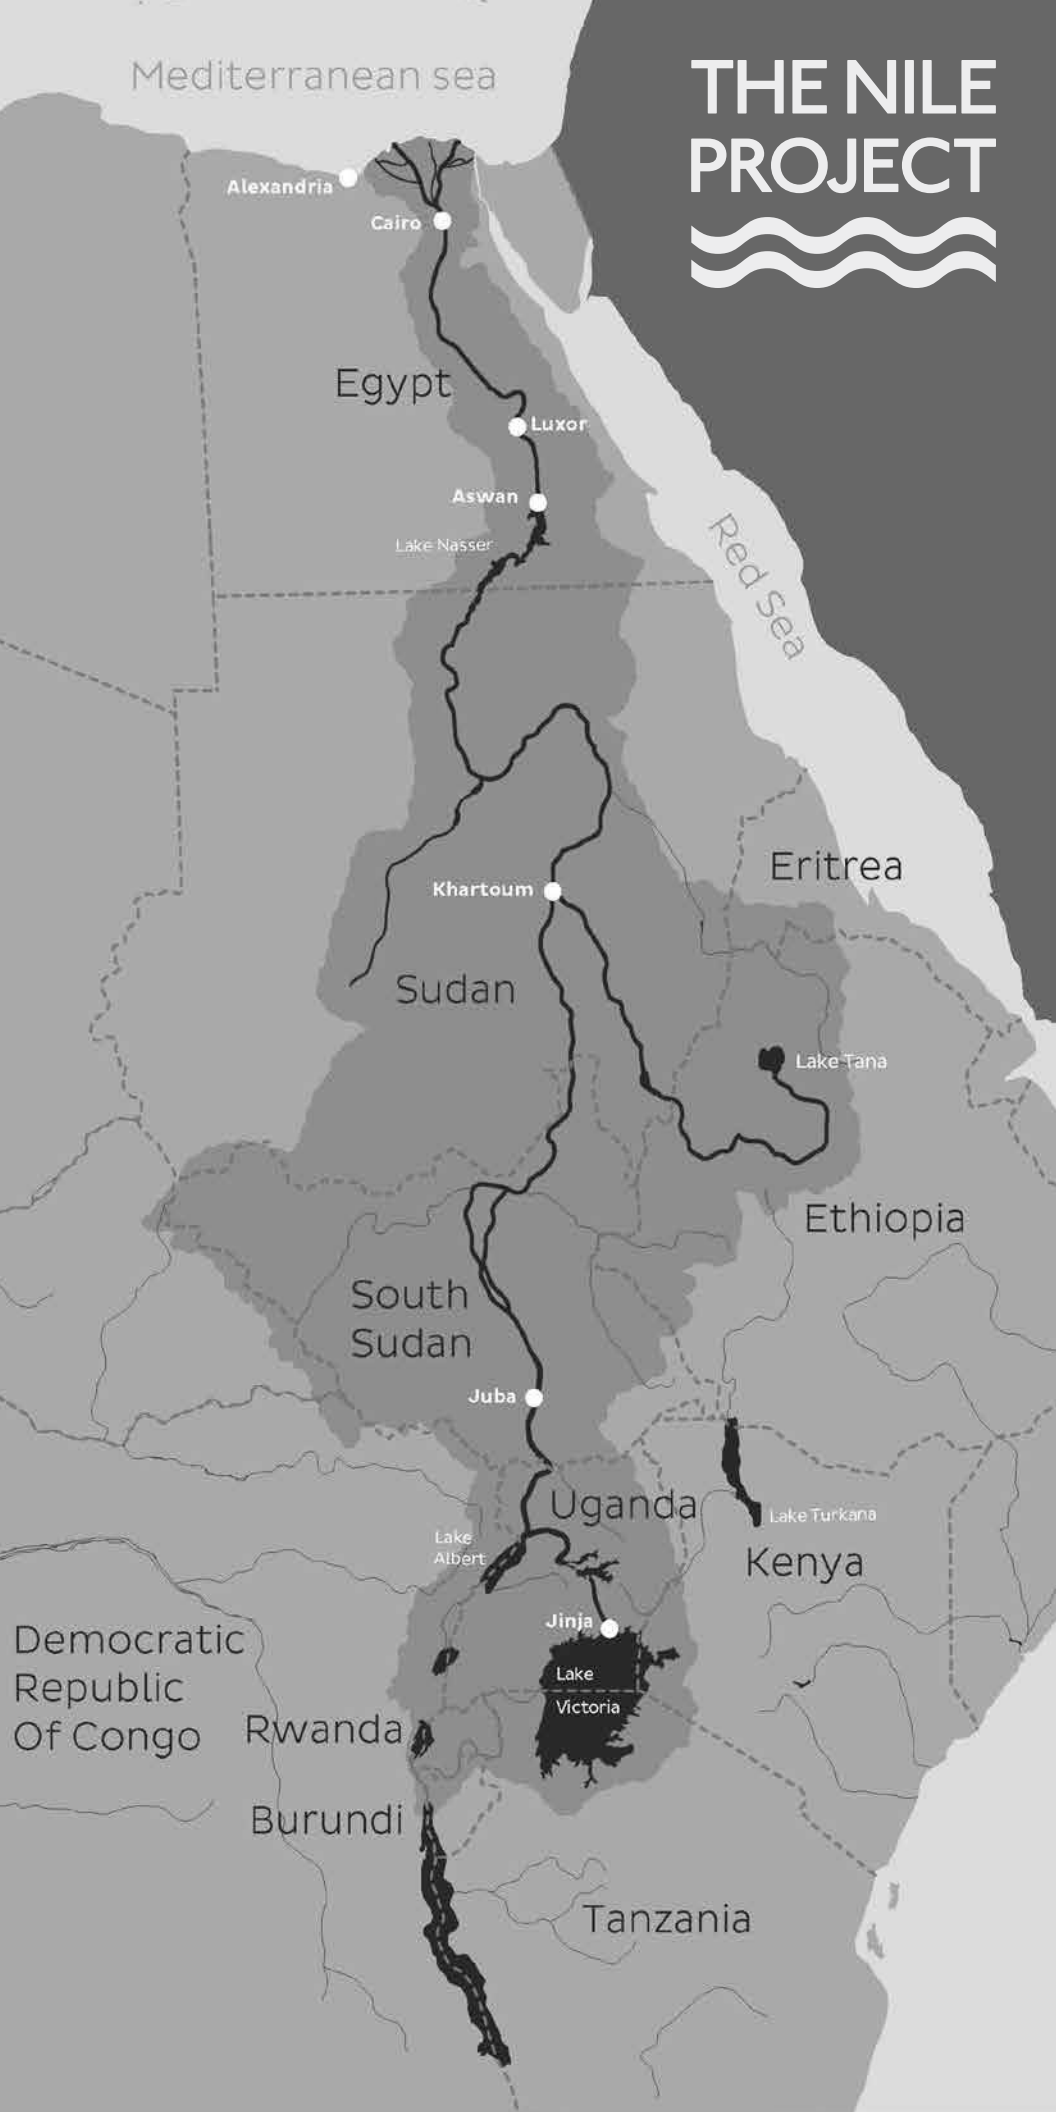 Mediterranean sea
THE NILE
PROJECT
Alexandria
Cairo
Egypt
Luxor
Aswan
Lake Nasser
Red Sea
Eritrea
Khartoum
Sudan
Lake Tana
Ethiopia
South
Sudan
Juba
Uganda
Lake Turkana
Lake
Albert
Kenya
Jinja
Democratic
Republic
Of Congo
Lake
Victoria
Rwanda
Burundi
Tanzania